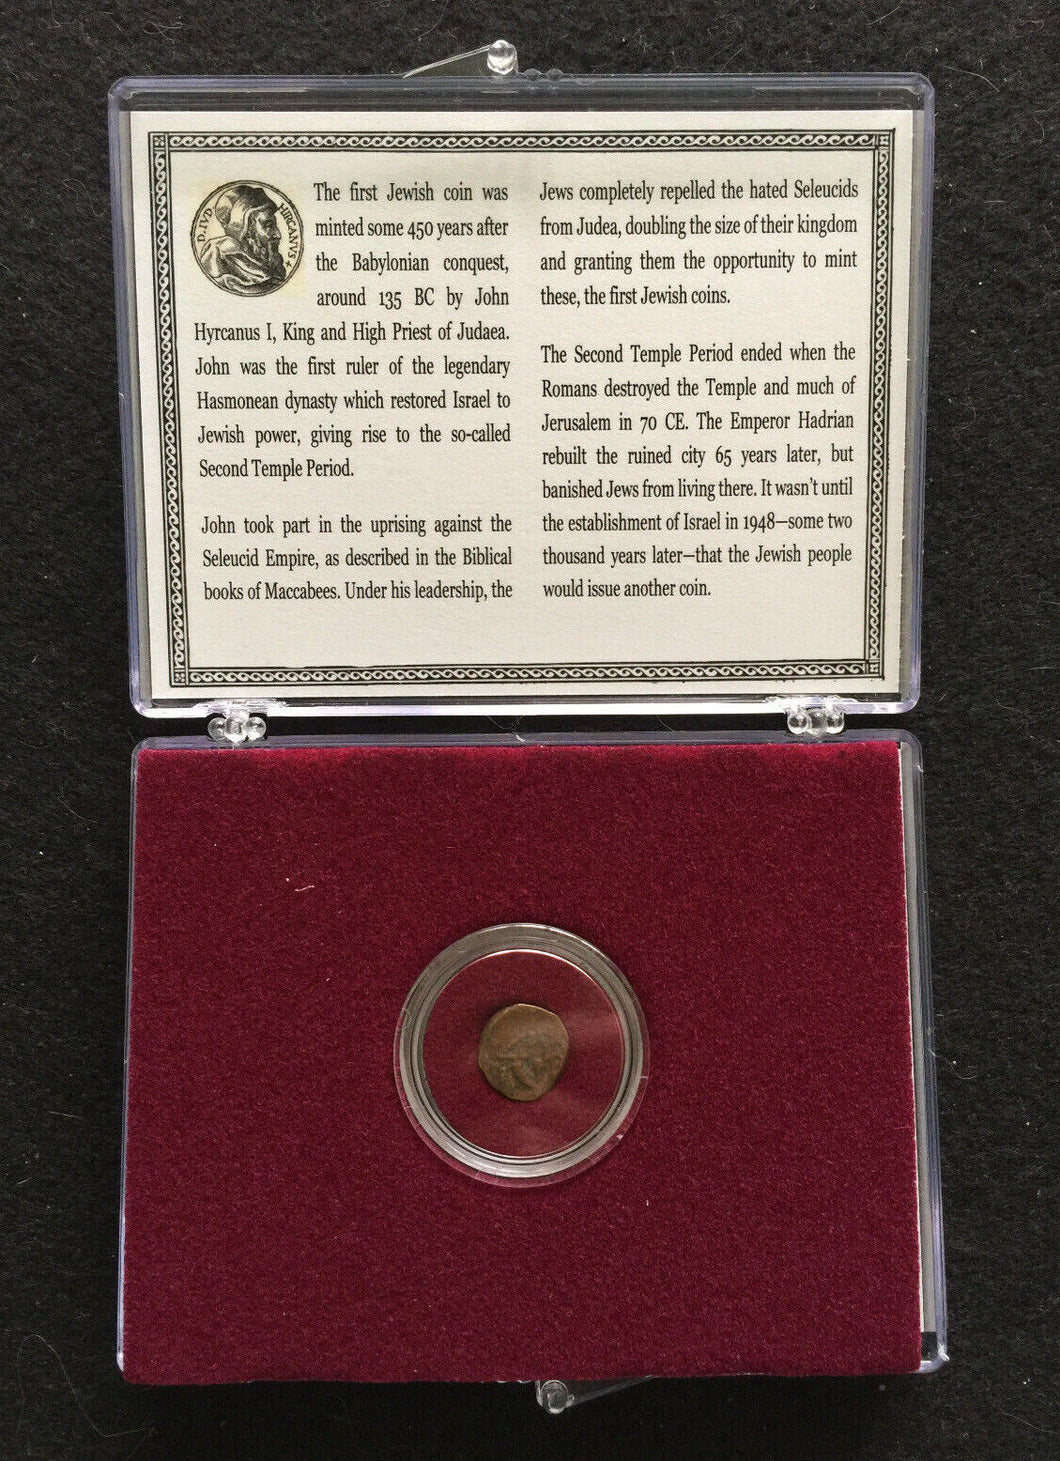 D. IVD HIRCANVS
The first Jewish coin was
minted some 450 years after
the Babylonian conquest,
around 135 BC by John
Hyrcanus I, King and High Priest of Judaea.
John was the first ruler of the legendary
Hasmonean dynasty which restored Israel to
Jewish power, giving rise to the so-called
Second Temple Period.
John took part in the uprising against the
Seleucid Empire, as described in the Biblical
books of Maccabees. Under his leadership, the
Jews completely repelled the hated Seleucids
from Judea, doubling the size of their kingdom
and granting them the opportunity to mint
these, the first Jewish coins.
The Second Temple Period ended when the
Romans destroyed the Temple and much of
Jerusalem in 70 CE. The Emperor Hadrian
rebuilt the ruined city 65 years later, but
banished Jews from living there. It wasn't until
the establishment of Israel in 1948—some two
thousand years later—that the Jewish people
would issue another coin.